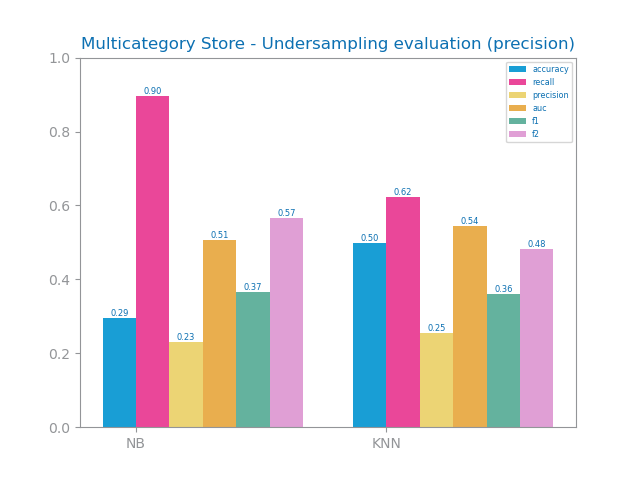 Multicategory Store - Undersampling evaluation (precision)
1.0
0.8
0.6
0.4
0.2
0.0
accuracy
recall
precision
auc
f1
f2
0.29
0.90
0.23
0.51
0.37
0.57
0.50
0.62
0.25
0.54
0.36
0.48
NB
KNN